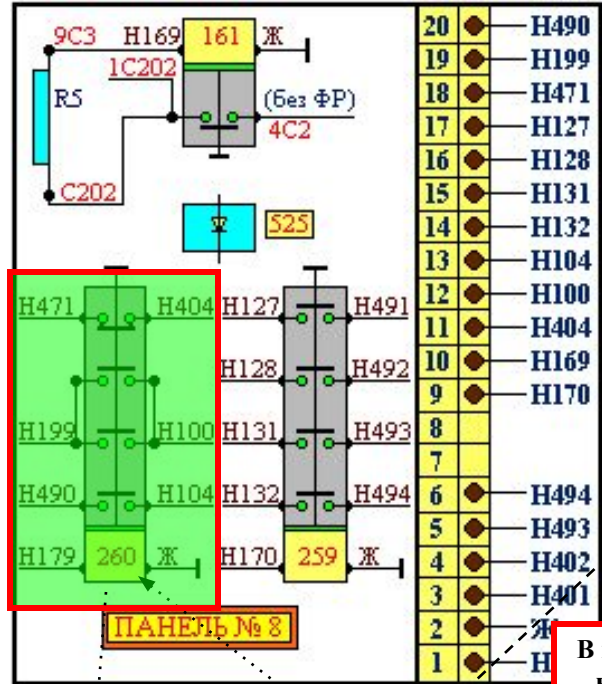 9С3 Н169 161 Ж
1С202
R5
(без ФР)
4С2
С202
525
Н471 Н404 Н127 Н491
Н128 Н492
Н199 Н100 Н131 Н493
Н490 Н104 Н132 Н494
Н179 260 Ж Н170 259 Ж
ПАНЕЛЬ № 8
20 Н490
19 Н199
18 Н471
17 Н127
16 Н128
15 Н131
14 Н132
13 Н104
12 Н100
11 Н404
10 Н169
9 Н170
8
7
6 Н494
5 Н493
4 Н402
3 Н401
2
1 Н
В